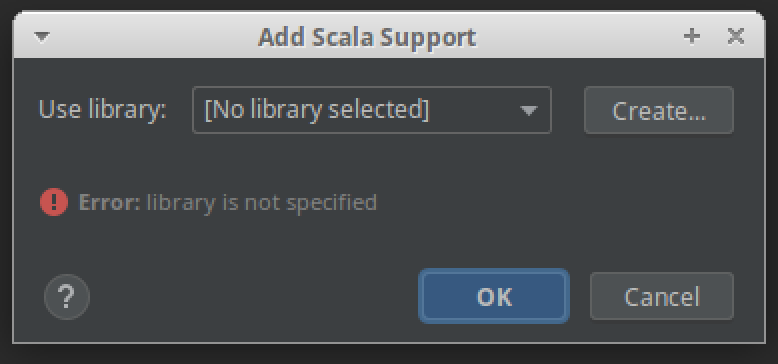 Add Scala Support
Use library: [No library selected] Create...
Error: library is not specified
? OK Cancel